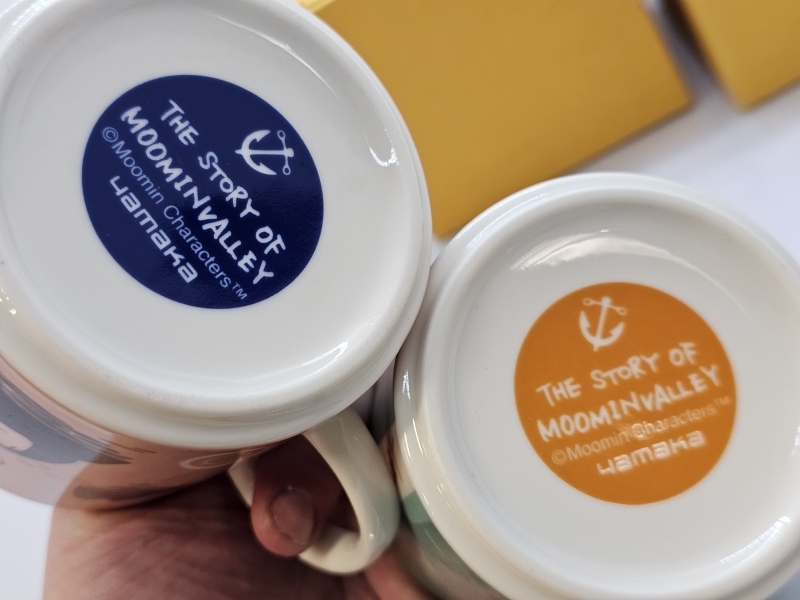 THE STORY OF
MOOMINVALLEY
©Moomin Characters™
yamaka
THE STORY OF
MOOMINVALLEY
©Moomin Characters™
yamaka